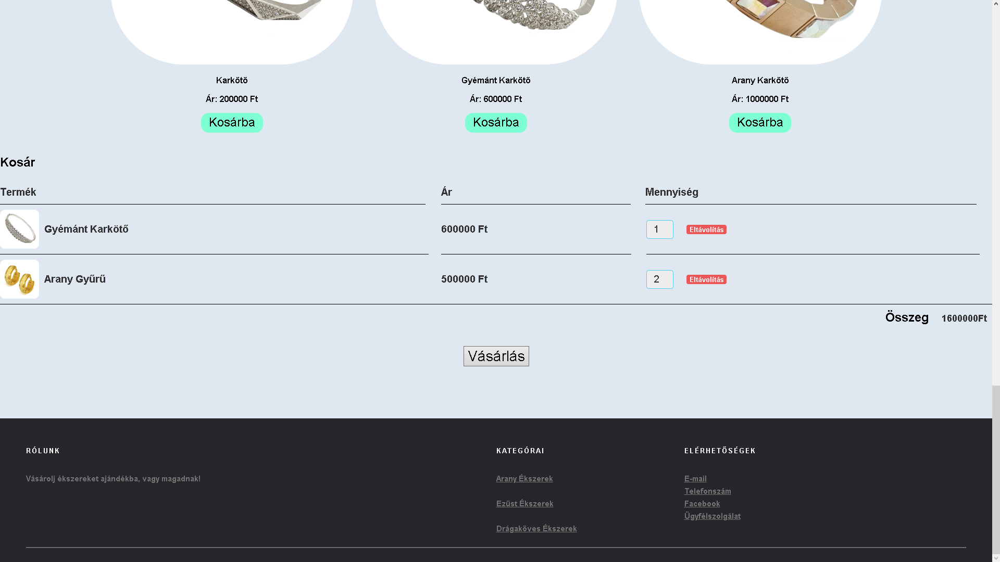 Karkötő
Gyémánt Karkötő
Arany Karkötő
Ár: 200000 Ft
Ár: 600000 Ft
Ár: 1000000 Ft
Kosárba
Kosárba
Kosárba
Kosár
Termék
Ár
Mennyiség
Gyémánt Karkötő
600000 Ft
1
Eltávolítás
Arany Gyűrű
500000 Ft
2
Eltávolítás
Összeg 1600000Ft
Vásárlás
RÓLUNK
Vásárolj ékszereket ajándékba, vagy magadnak!
KATEGÓRAI
Arany Ékszerek
Ezüst Ékszerek
Drágaköves Ékszerek
ELÉRHETŐSÉGEK
E-mail
Telefonszám
Facebook
Ügyfélszolgálat